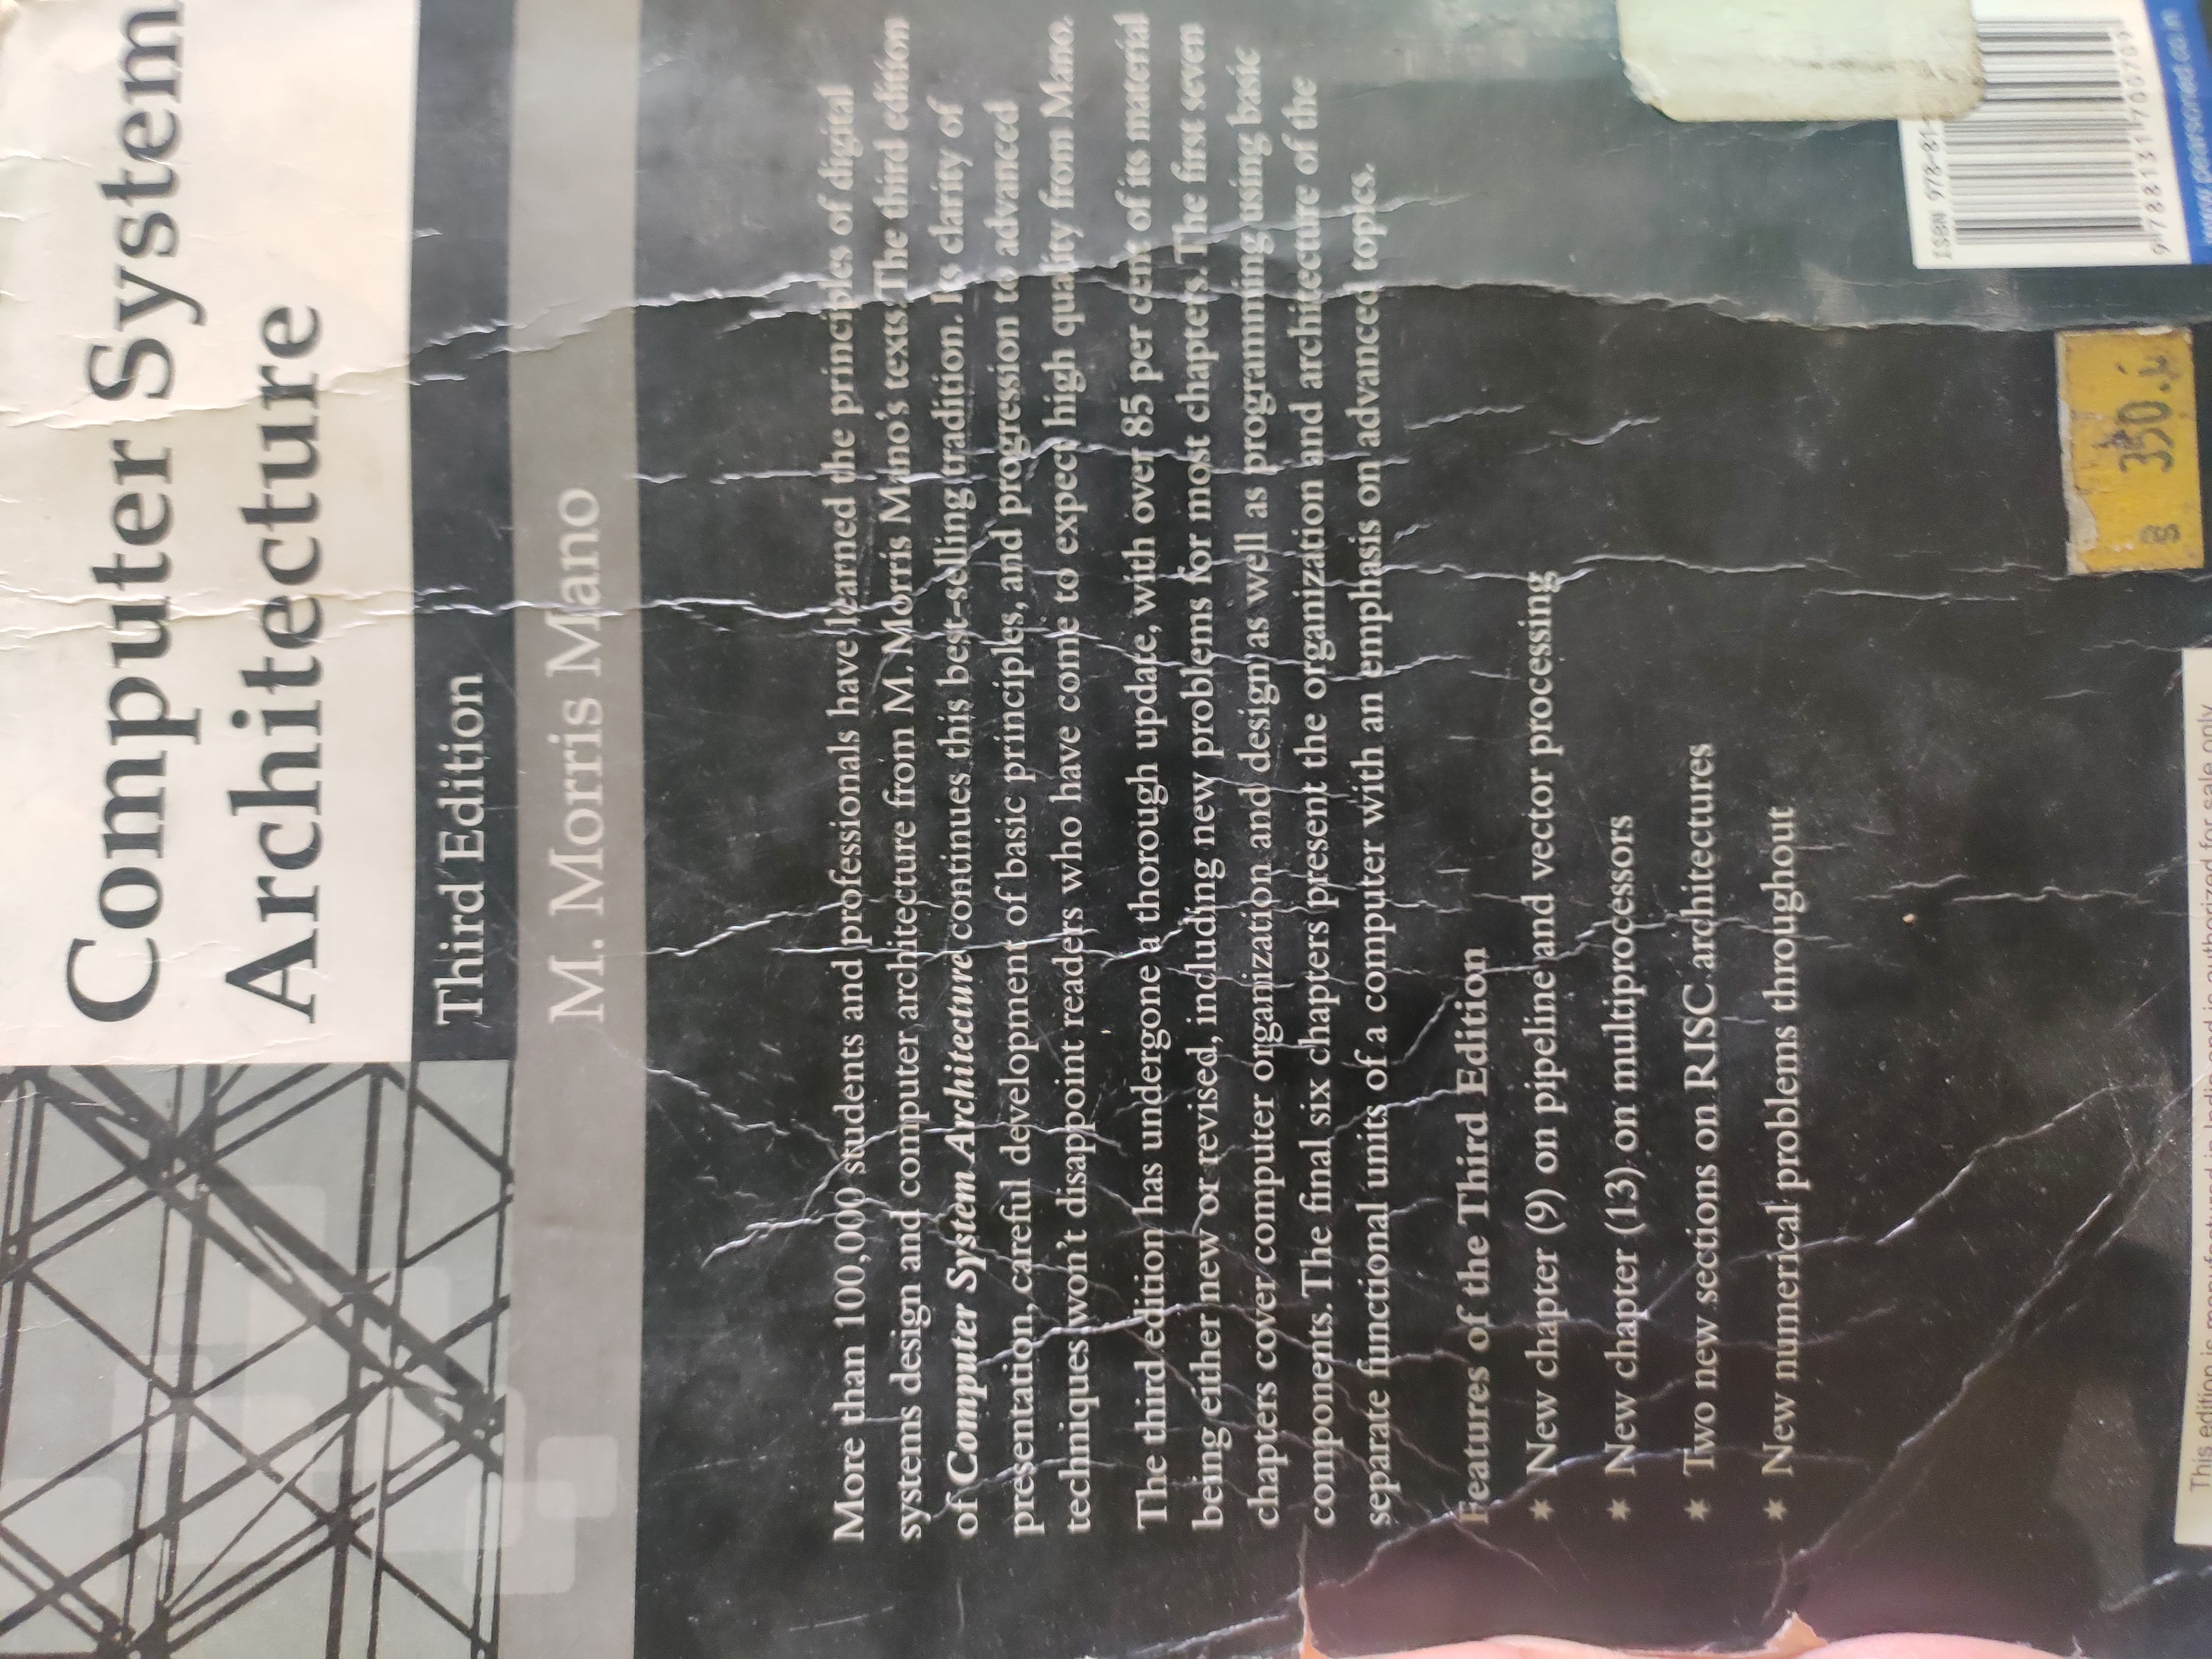 Computer System
Architecture
Third Edition
M. Morris Mano
More than 100,000 students and professionals have learned the principles of digital
systems design and computer architecture from M. Morris Mano's texts. The third edition
of Computer System Architecture continues this best-selling tradition. Its clarity of
presentation, careful development of basic principles, and progression to advanced
techniques won't disappoint readers who have come to expect high quality from Mano.
The third edition has undergone a thorough update, with over 85 per cent of its material
being either new or revised, including new problems for most chapters. The first seven
chapters cover computer organization and design as well as programming using basic
components. The final six chapters present the organization and architecture of the
separate functional units of a computer with an emphasis on advanced topics.
Features of the Third Edition
* New chapter (9) on pipeline and vector processing
* New chapter (13) on multiprocessors
* Two new sections on RISC architectures
* New numerical problems throughout
ISBN 978-81-
350.
9 788131 700709
www.pearsoned.co.in
This edition is manufactured in India and is authorized for sale only